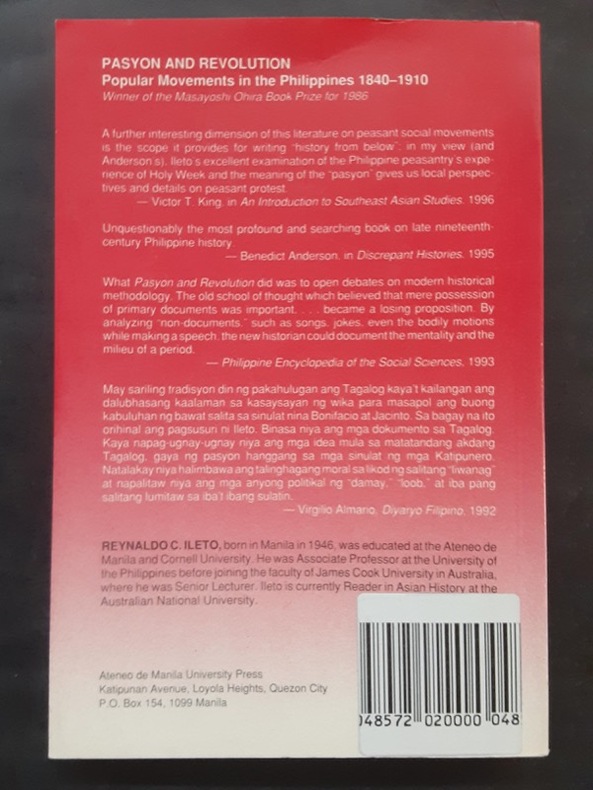 PASYON AND REVOLUTION
Popular Movements in the Philippines 1840–1910
Winner of the Masayoshi Ohira Book Prize for 1986
A further interesting dimension of this literature on peasant social movements
is the scope it provides for writing "history from below"; in my view (and
Anderson's), Ileto's excellent examination of the Philippine peasantry's expe-
rience of Holy Week and the meaning of the "pasyon" gives us local perspec-
tives and details on peasant protest.
— Victor T. King, in An Introduction to Southeast Asian Studies, 1996
Unquestionably the most profound and searching book on late nineteenth-
century Philippine history.
— Benedict Anderson, in Discrepant Histories, 1995
What Pasyon and Revolution did was to open debates on modern historical
methodology. The old school of thought which believed that mere possession
of primary documents was important. . . . became a losing proposition. By
analyzing "non-documents," such as songs, jokes, even the bodily motions
while making a speech, the new historian could document the mentality and the
milieu of a period.
— Philippine Encyclopedia of the Social Sciences, 1993
May sariling tradisyon din ng pakahulugan ang Tagalog kaya't kailangan ang
dalubhasang kaalaman sa kasaysayan ng wika para masapol ang buong
kabuluhan ng bawat salita sa sinulat nina Bonifacio at Jacinto. Sa bagay na ito
orihinal ang pagsusuri ni Ileto. Binasa niya ang mga dokumento sa Tagalog.
Kaya napag-ugnay-ugnay niya ang mga idea mula sa matatandang akdang
Tagalog, gaya ng pasyon hanggang sa mga sinulat ng mga Katipunero.
Natalakay niya halimbawa ang talinghagang moral sa likod ng salitang "liwanag"
at napalitaw niya ang mga anyong politikal ng "damay," "loob," at iba pang
salitang lumitaw sa iba't ibang sulatin.
— Virgilio Almario, Diyaryo Filipino, 1992
REYNALDO C. ILETO, born in Manila in 1946, was educated at the Ateneo de
Manila and Cornell University. He was Associate Professor at the University of
the Philippines before joining the faculty of James Cook University in Australia,
where he was Senior Lecturer. Ileto is currently Reader in Asian History at the
Australian National University.
Ateneo de Manila University Press
Katipunan Avenue, Loyola Heights, Quezon City
P.O. Box 154, 1099 Manila
048572 020000 048